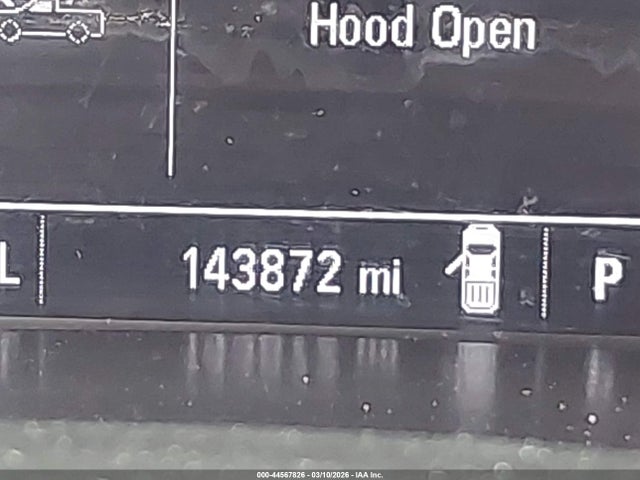 Hood Open
L
143872 mi
P
000-44567826 - 03/10/2026 - IAA Inc.